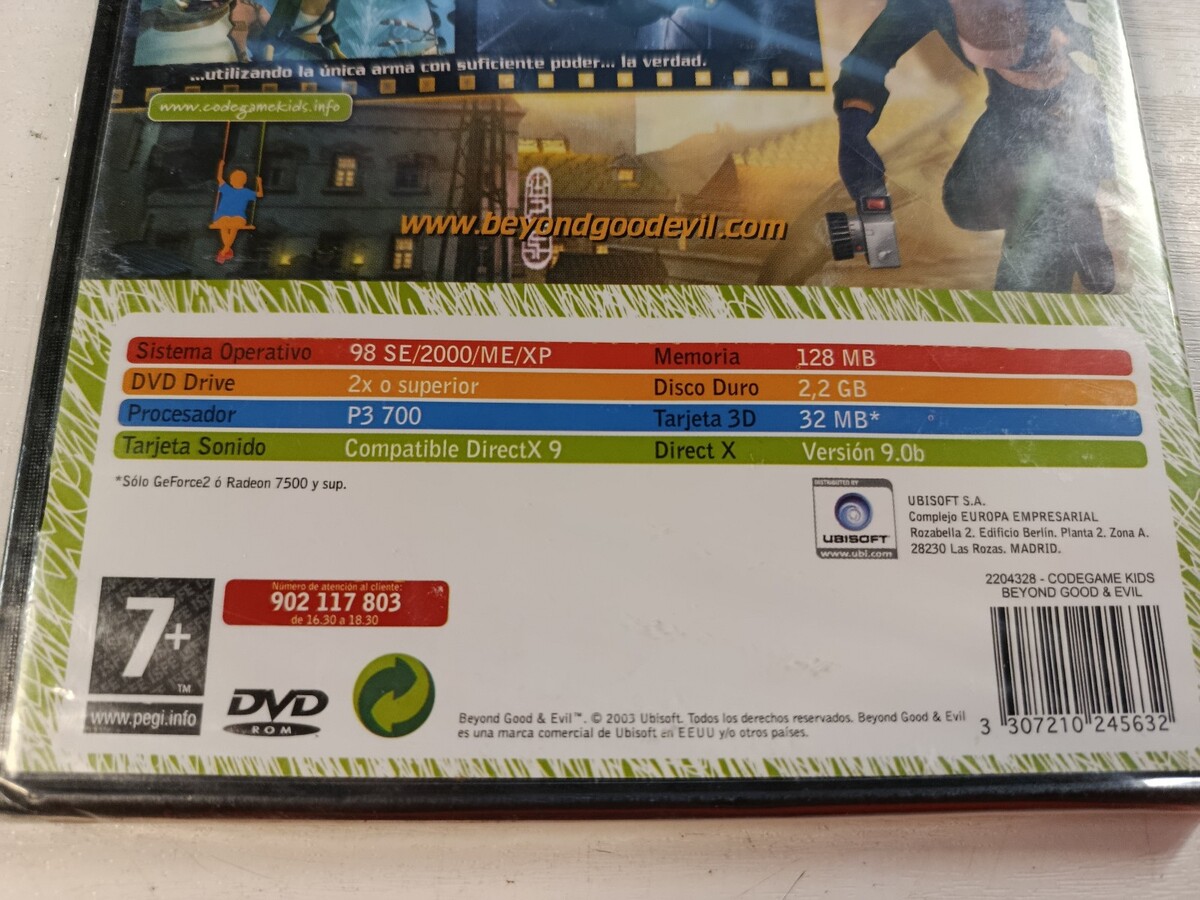 ...utilizando la única arma con suficiente poder... la verdad.
www.codegamekids.info
www.beyondgoodevil.com
Sistema Operativo 98 SE/2000/ME/XP Memoria 128 MB
DVD Drive 2x o superior Disco Duro 2,2 GB
Procesador P3 700 Tarjeta 3D 32 MB*
Tarjeta Sonido Compatible DirectX 9 Direct X Versión 9.0b
*Sólo GeForce2 ó Radeon 7500 y sup.
DISTRIBUTED BY
UBISOFT
www.ubi.com
UBISOFT S.A.
Complejo EUROPA EMPRESARIAL
Rozabella 2. Edificio Berlín. Planta 2. Zona A.
28230 Las Rozas. MADRID.
2204328 - CODEGAME KIDS
BEYOND GOOD & EVIL
3 307210 245632
7+
TM
www.pegi.info
Número de atención al cliente:
902 117 803
de 16.30 a 18.30
DVD
ROM
Beyond Good & Evil™. © 2003 Ubisoft. Todos los derechos reservados. Beyond Good & Evil
es una marca comercial de Ubisoft en EEUU y/o otros países.